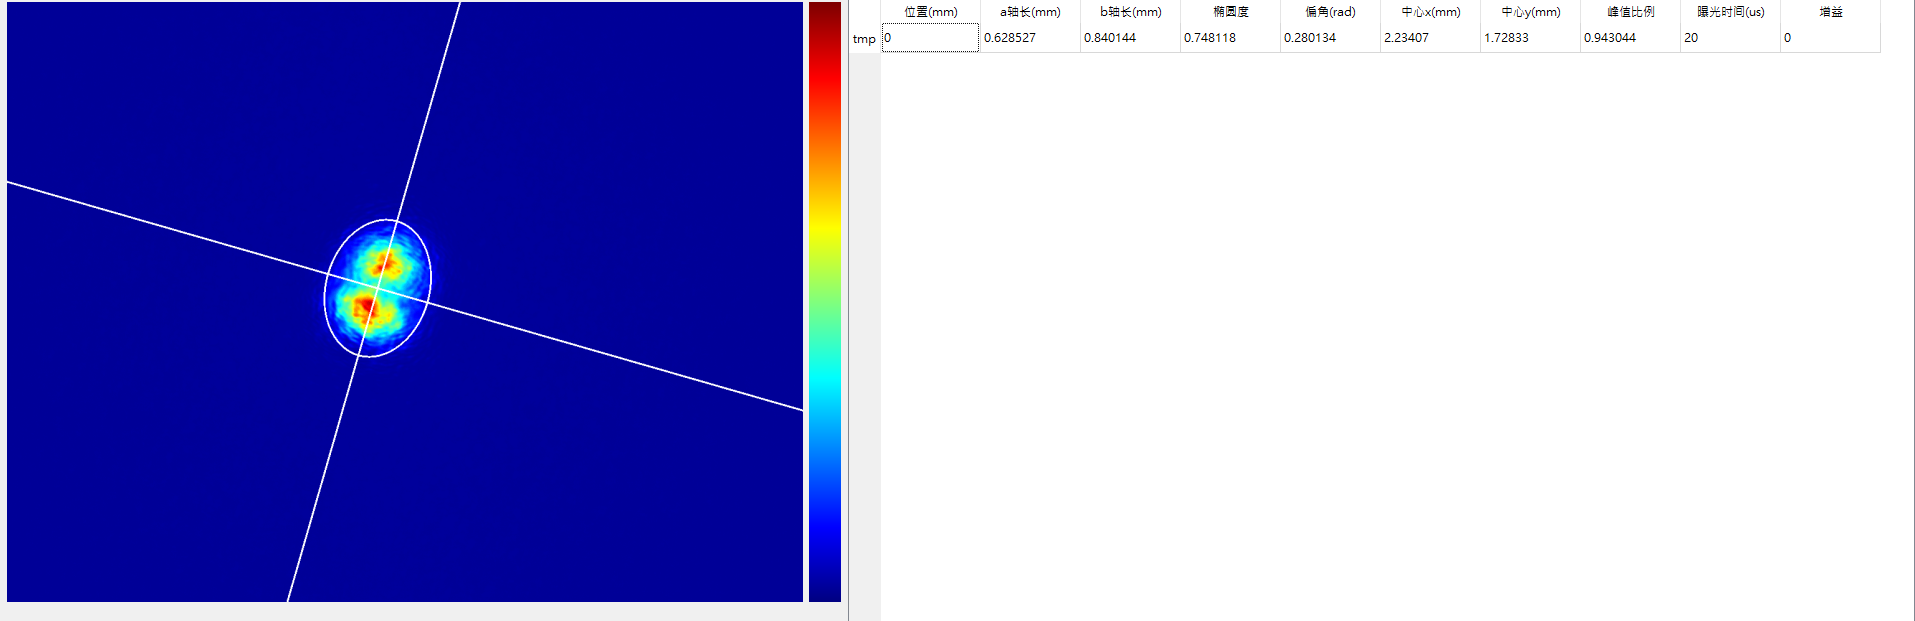 位置(mm) a轴长(mm) b轴长(mm) 椭圆度 偏角(rad) 中心x(mm) 中心y(mm) 峰值比例 曝光时间(us) 增益
tmp 0 0.628527 0.840144 0.748118 0.280134 2.23407 1.72833 0.943044 20 0